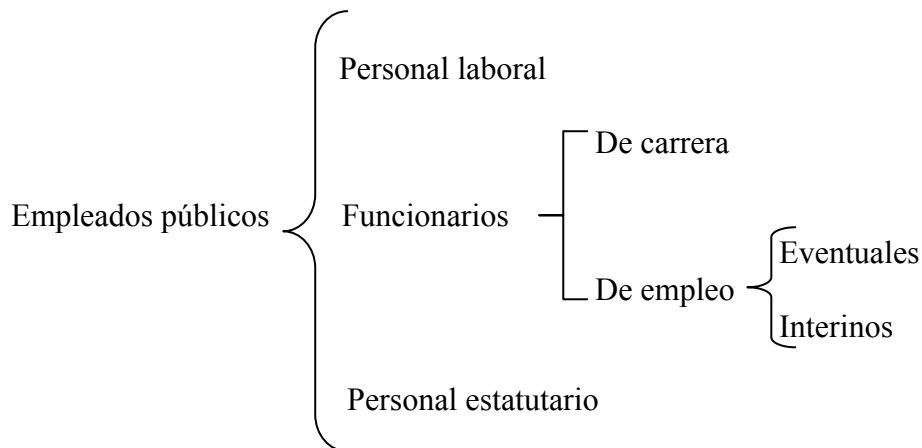 Personal laboral
De carrera
Empleados públicos
Funcionarios
Eventuales
De empleo
Interinos
Personal estatutario